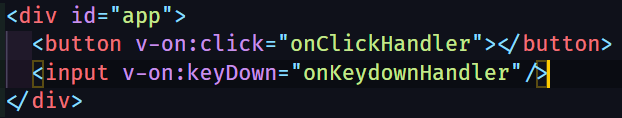 <div id="app">
<button v-on:click="onClickHandler"></button>
<input v-on:keyDown="onKeydownHandler"/>
</div>